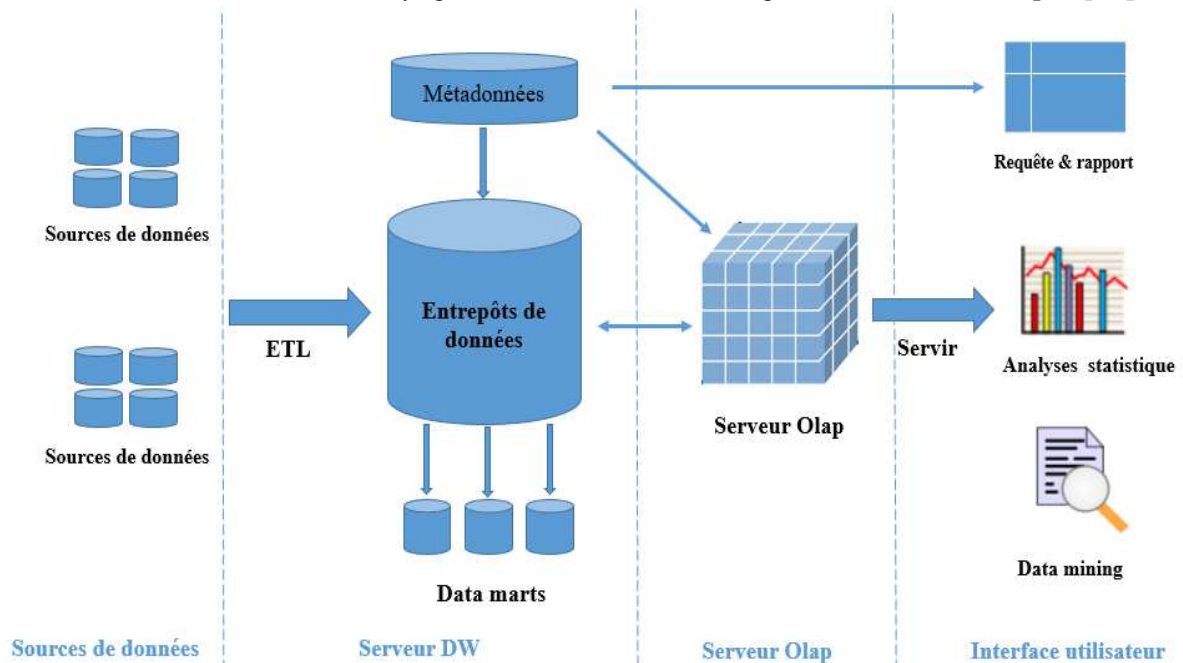 Métadonnées
Requête & rapport
Sources de données
Entrepôts de
données
ETL
Servir
Analyses statistique
Serveur Olap
Sources de données
Data marts
Data mining
Sources de données
Serveur DW
Serveur Olap
Interface utilisateur